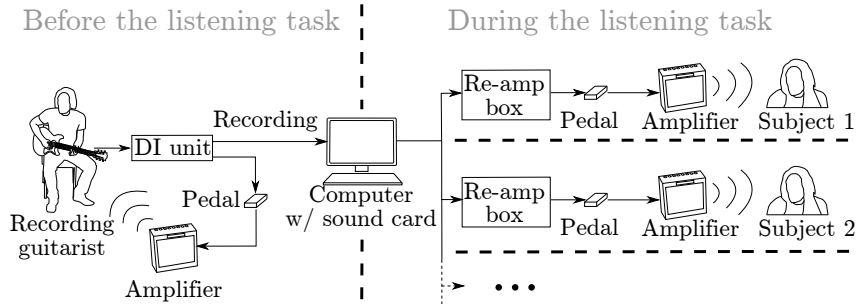 Before the listening task
During the listening task
Recording
guitarist
DI unit
Recording
Pedal
Amplifier
Computer
w/ sound card
Re-amp
box
Pedal
Amplifier
Subject 1
Re-amp
box
Pedal
Amplifier
Subject 2